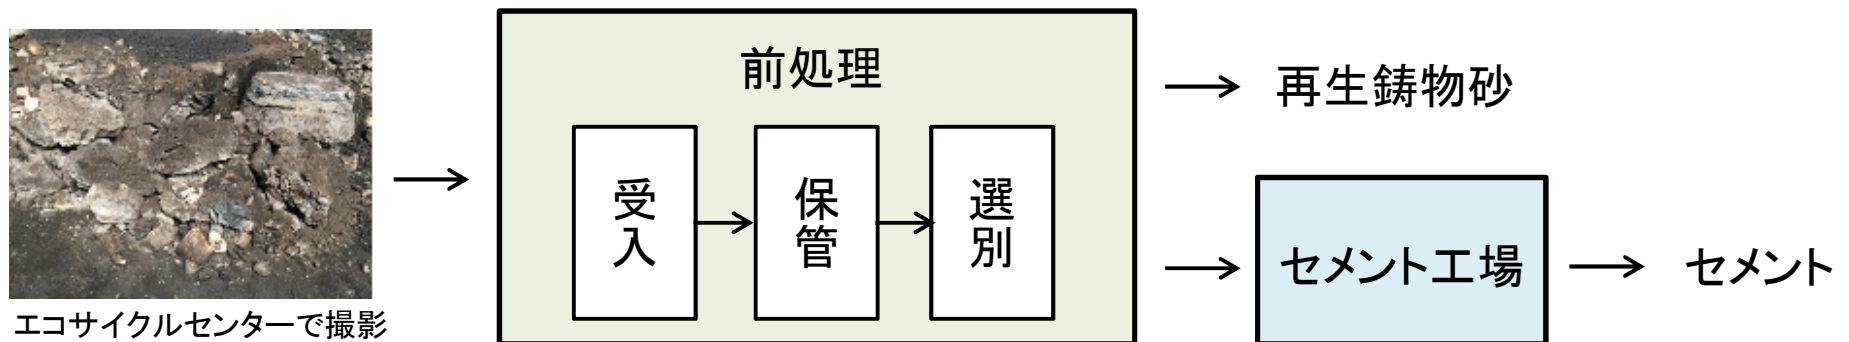 前処理
受入
保管
選別
再生鋳物砂
セメント工場
セメント
エコサイクルセンターで撮影